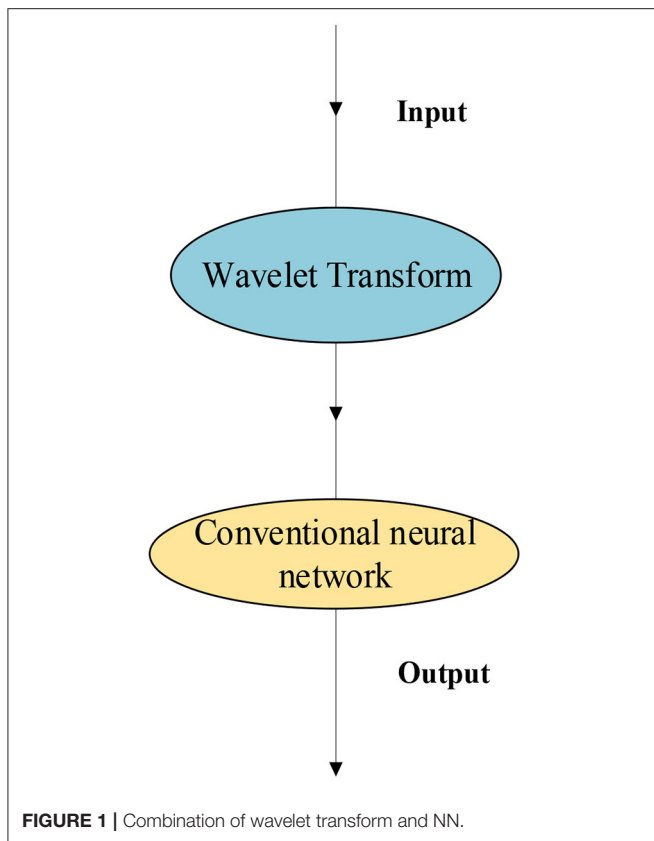 Input
Wavelet Transform
Conventional neural
network
Output
FIGURE 1 | Combination of wavelet transform and NN.